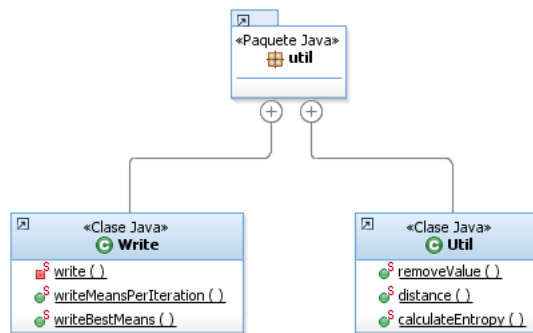 «Paquete Java»
util
«Clase Java»
C Write
S write ( )
S writeMeansPerIteration ( )
S writeBestMeans ( )
«Clase Java»
C Util
S removeValue ( )
S distance ( )
S calculateEntropy ( )